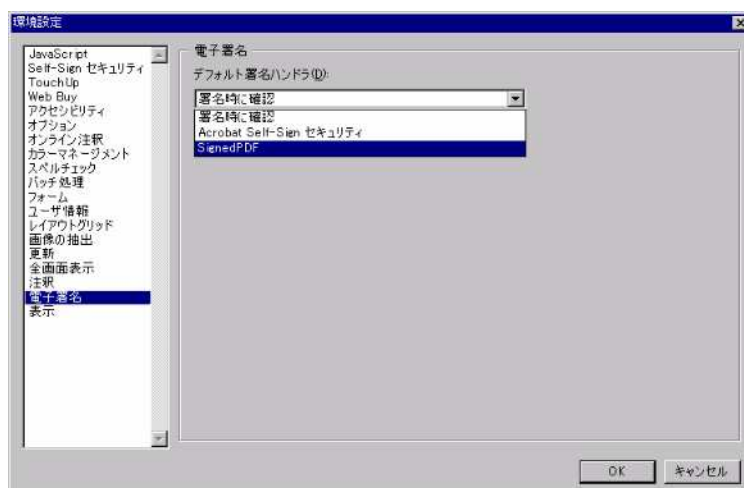 環境設定
JavaScript
Self-Sign セキュリティ
TouchUp
Web Buy
アクセシビリティ
オプション
オンライン注釈
カラーマネージメント
スペルチェック
バッチ処理
フォーム
ユーザ情報
レイアウトグリッド
画像の抽出
更新
全画面表示
注釈
電子署名
表示
電子署名
デフォルト署名ハンドラ(D):
署名時に確認
署名時に確認
Acrobat Self-Sign セキュリティ
SignedPDF
OK
キャンセル